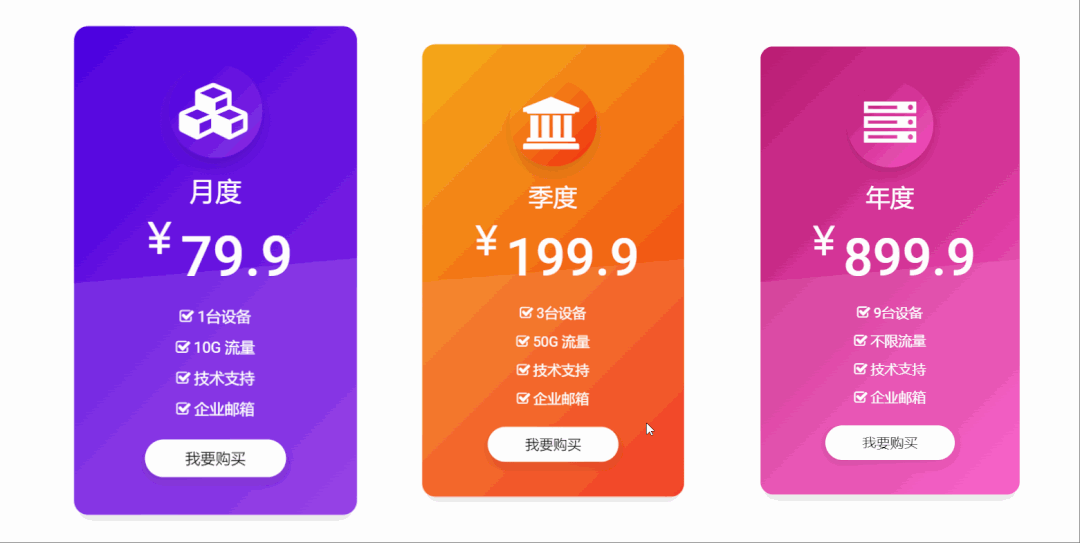 月度
¥ 79.9
1台设备
10G 流量
技术支持
企业邮箱
我要购买
季度
¥ 199.9
3台设备
50G 流量
技术支持
企业邮箱
我要购买
年度
¥ 899.9
9台设备
不限流量
技术支持
企业邮箱
我要购买